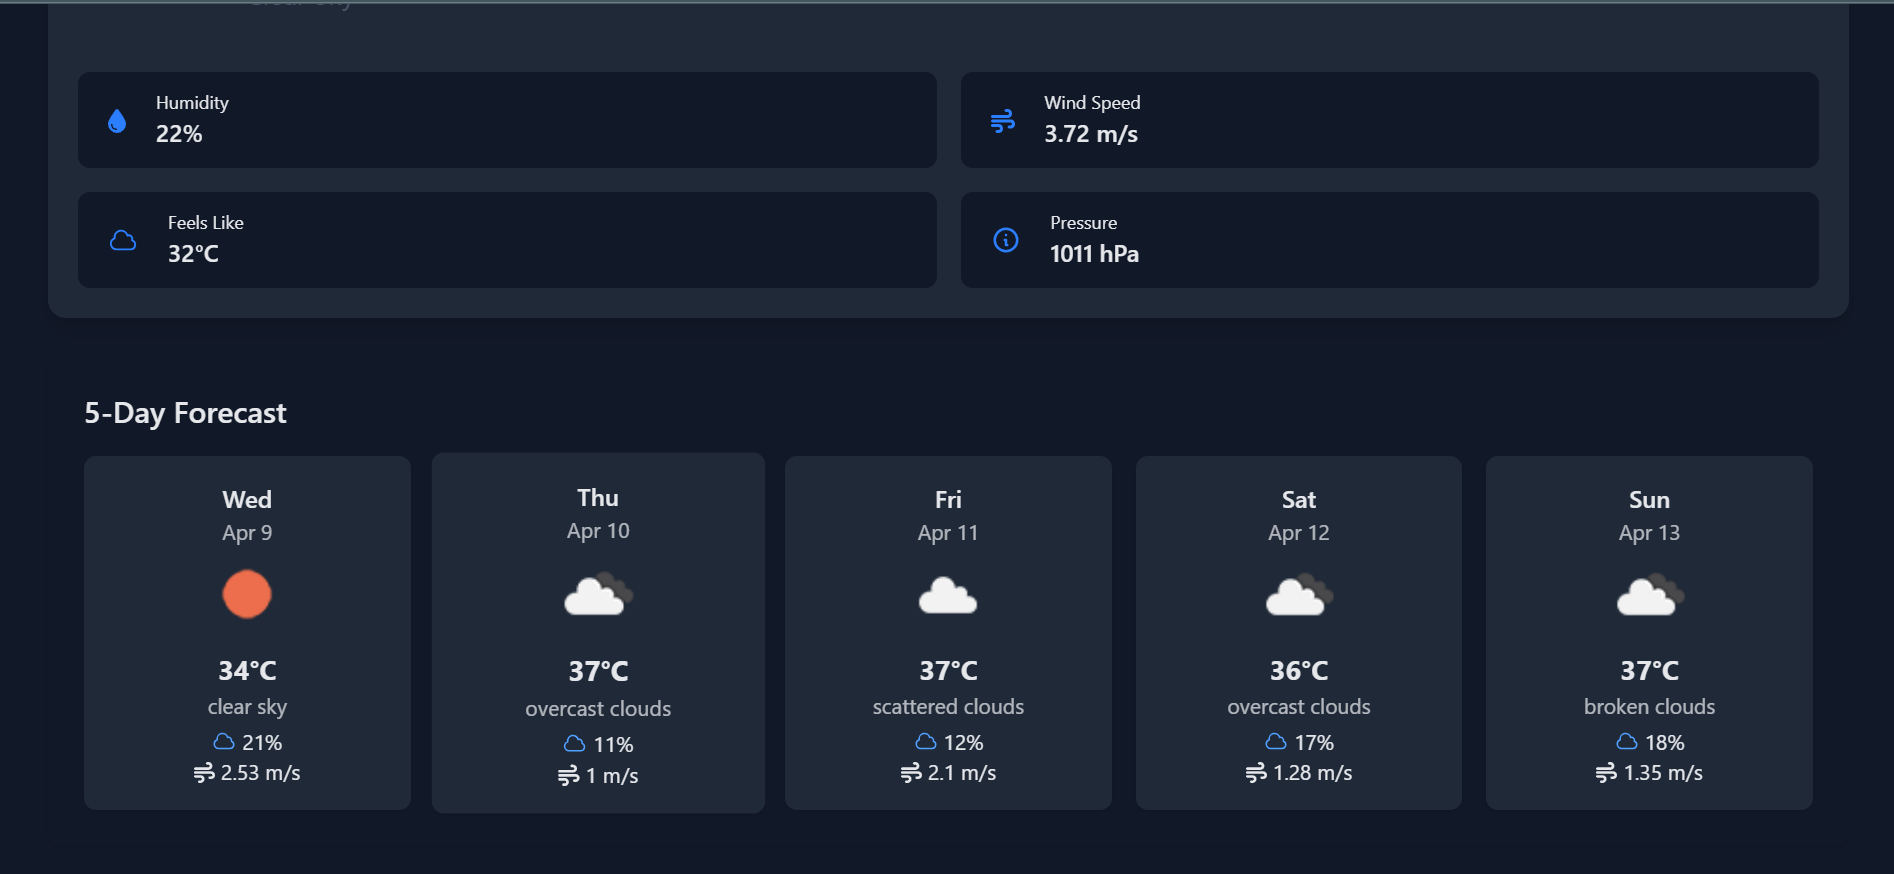 Humidity
22%
Wind Speed
3.72 m/s
Feels Like
32°C
Pressure
1011 hPa
5-Day Forecast
Wed
Apr 9
34°C
clear sky
21%
2.53 m/s
Thu
Apr 10
37°C
overcast clouds
11%
1 m/s
Fri
Apr 11
37°C
scattered clouds
12%
2.1 m/s
Sat
Apr 12
36°C
overcast clouds
17%
1.28 m/s
Sun
Apr 13
37°C
broken clouds
18%
1.35 m/s